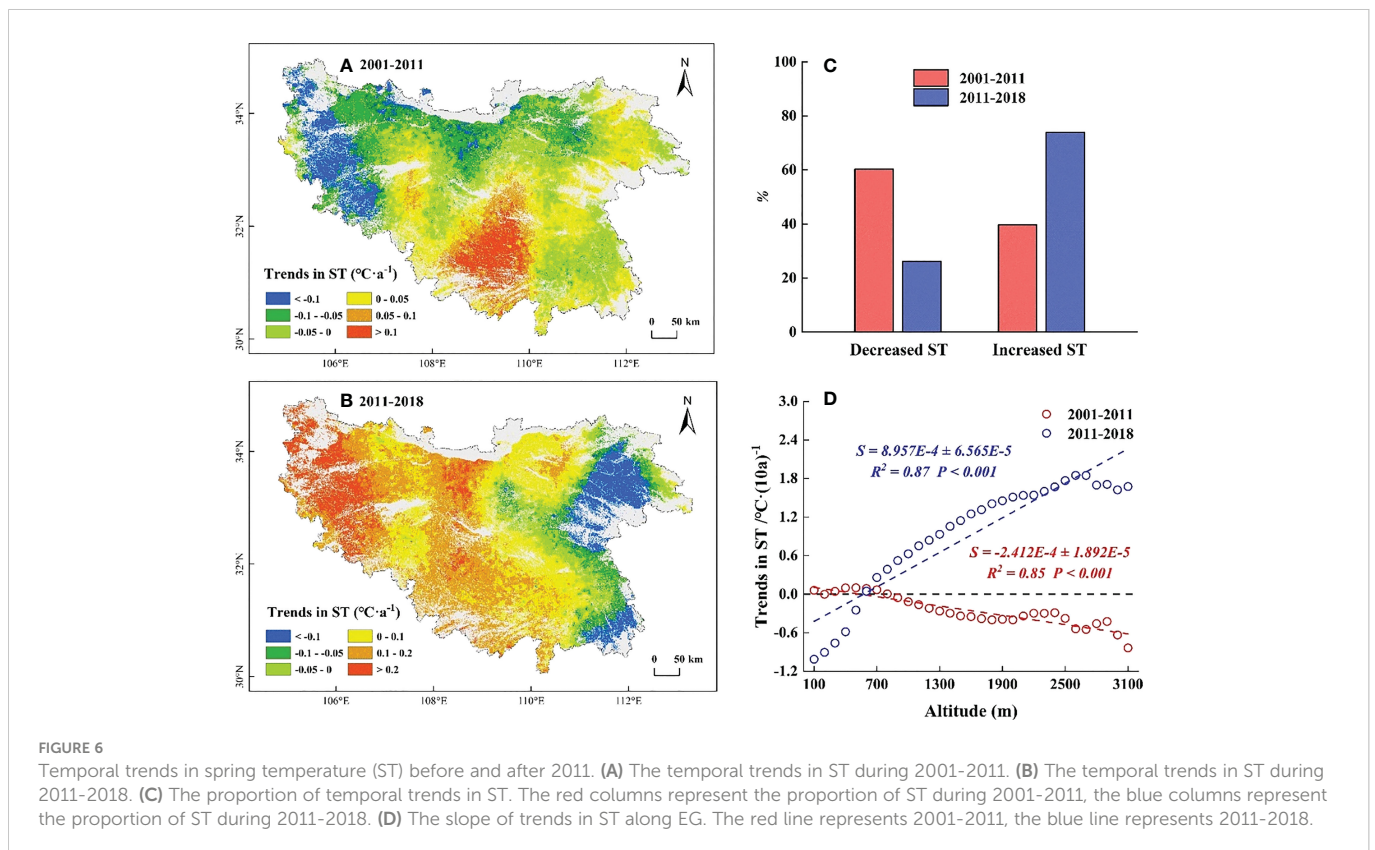 A 2001-2011
N
34°N
32°N
30°N
Trends in ST (°C·a⁻¹)
< -0.1
0 - 0.05
-0.1 - -0.05
0.05 - 0.1
-0.05 - 0
> 0.1
0 50 km
106°E 108°E 110°E 112°E
B 2011-2018
N
34°N
32°N
30°N
Trends in ST (°C·a⁻¹)
< -0.1
0 - 0.1
-0.1 - -0.05
0.1 - 0.2
-0.05 - 0
> 0.2
0 50 km
106°E 108°E 110°E 112°E
C
2001-2011
2011-2018
%
100
80
60
40
20
0
Decreased ST Increased ST
D
2001-2011
2011-2018
S = 8.957E-4 ± 6.565E-5
R² = 0.87 P < 0.001
S = -2.412E-4 ± 1.892E-5
R² = 0.85 P < 0.001
Trends in ST /°C·(10a)⁻¹
3.0
2.4
1.8
1.2
0.6
0.0
-0.6
-1.2
100 700 1300 1900 2500 3100
Altitude (m)
FIGURE 6
Temporal trends in spring temperature (ST) before and after 2011. (A) The temporal trends in ST during 2001-2011. (B) The temporal trends in ST during
2011-2018. (C) The proportion of temporal trends in ST. The red columns represent the proportion of ST during 2001-2011, the blue columns represent
the proportion of ST during 2011-2018. (D) The slope of trends in ST along EG. The red line represents 2001-2011, the blue line represents 2011-2018.